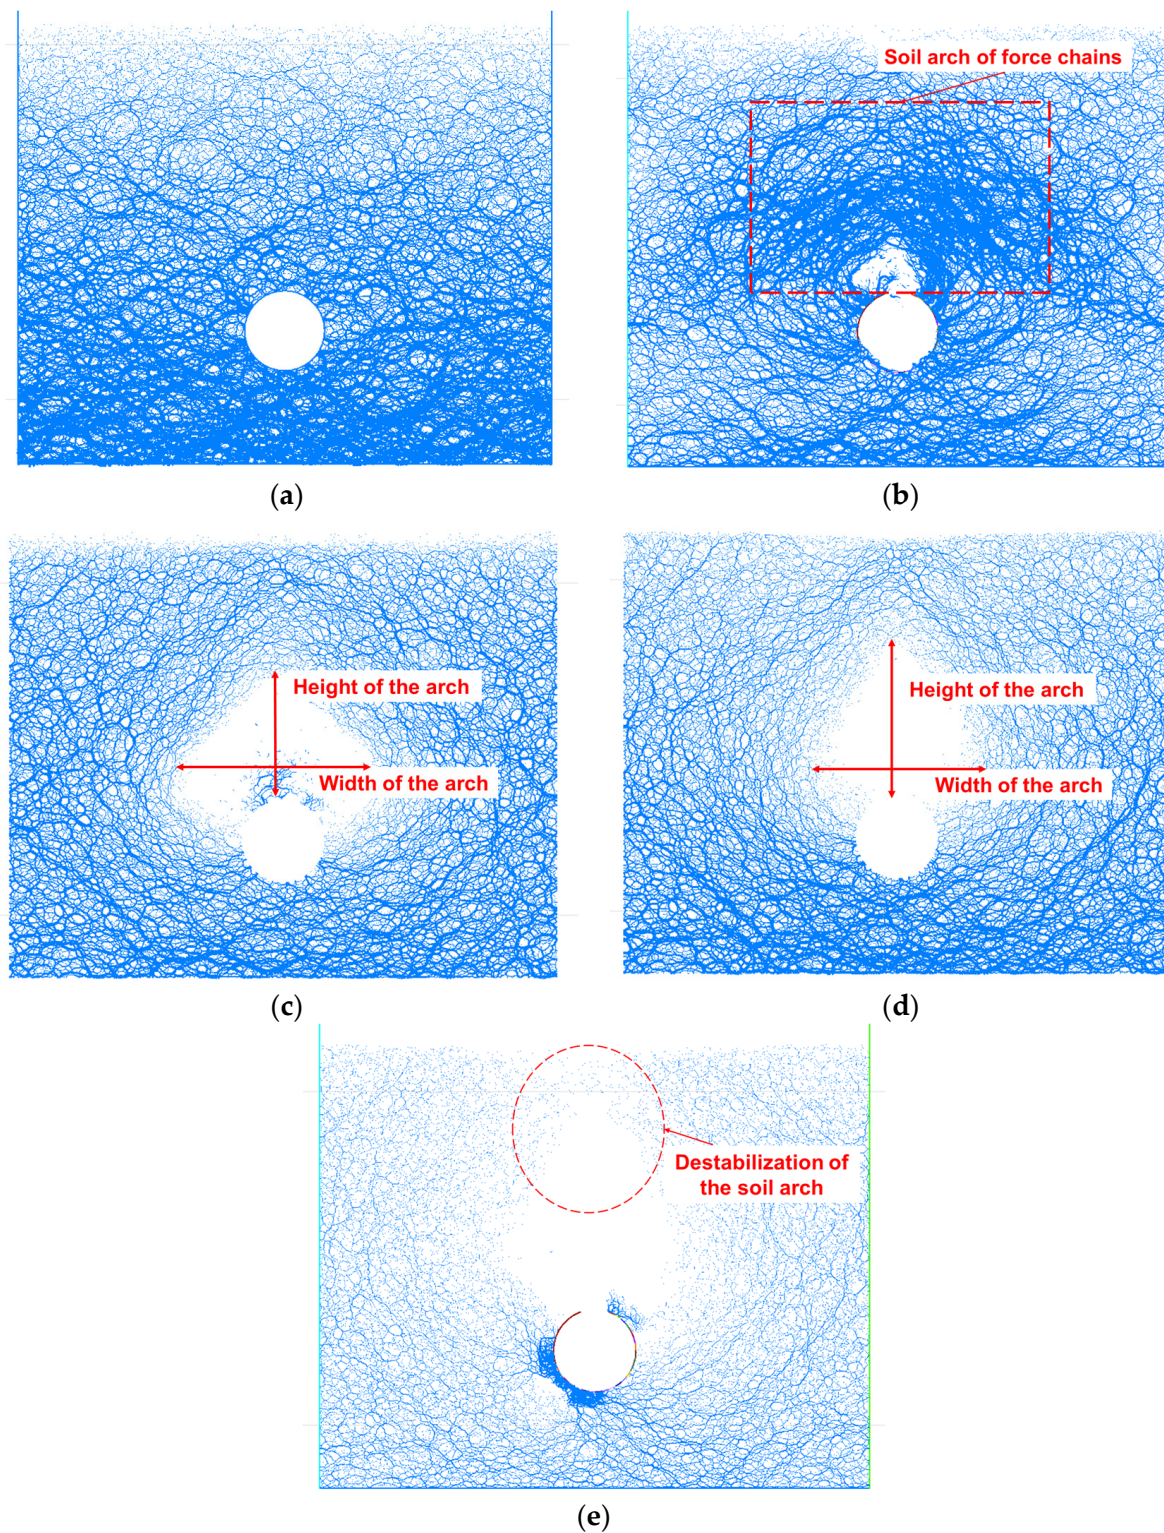 Soil arch of force chains
(a)
(b)
Height of the arch
Width of the arch
Height of the arch
Width of the arch
(c)
(d)
Destabilization of
the soil arch
(e)